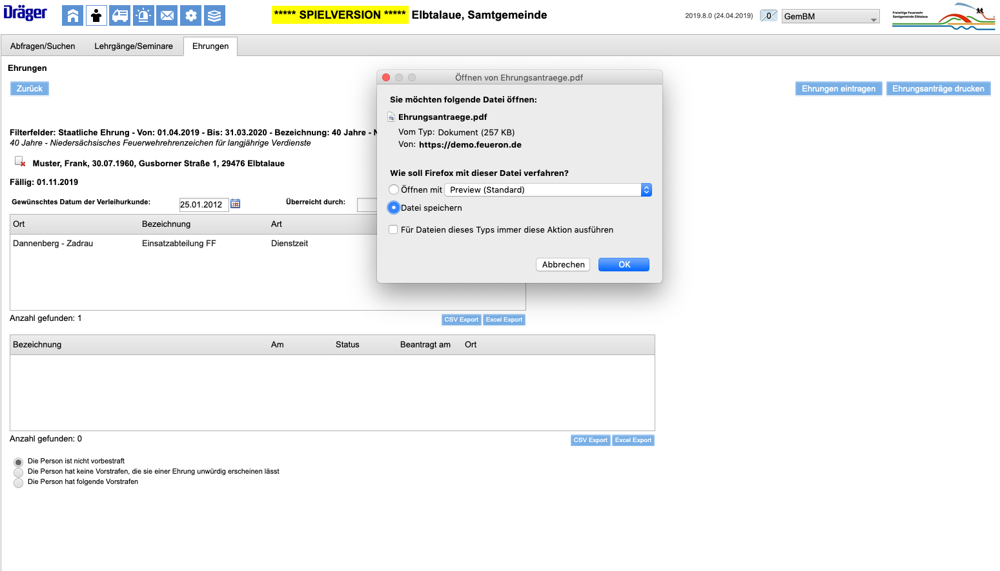 Dräger
***** SPIELVERSION ***** Elbtalaue, Samtgemeinde
2019.8.0 (24.04.2019)
0
GemBM
Freiwillige Feuerwehr
Samtgemeinde Elbtalaue
Abfragen/Suchen
Lehrgänge/Seminare
Ehrungen
Ehrungen
Zurück
Ehrungen eintragen
Ehrungsanträge drucken
Filterfelder: Staatliche Ehrung - Von: 01.04.2019 - Bis: 31.03.2020 - Bezeichnung: 40 Jahre -
40 Jahre - Niedersächsisches Feuerwehrehrenzeichen für langjährige Verdienste
Muster, Frank, 30.07.1960, Gusborner Straße 1, 29476 Elbtalaue
Fällig: 01.11.2019
Gewünschtes Datum der Verleihurkunde:
25.01.2012
Überreicht durch:
Ort
Bezeichnung
Art
Dannenberg - Zadrau
Einsatzabteilung FF
Dienstzeit
Anzahl gefunden: 1
CSV Export
Excel Export
Öffnen von Ehrungsantraege.pdf
Sie möchten folgende Datei öffnen:
Ehrungsantraege.pdf
Vom Typ: Dokument (257 KB)
Von: https://demo.feueron.de
Wie soll Firefox mit dieser Datei verfahren?
Öffnen mit
Preview (Standard)
Datei speichern
Für Dateien dieses Typs immer diese Aktion ausführen
Abbrechen
OK
Bezeichnung
Am
Status
Beantragt am
Ort
Anzahl gefunden: 0
CSV Export
Excel Export
Die Person ist nicht vorbestraft
Die Person hat keine Vorstrafen, die sie einer Ehrung unwürdig erscheinen lässt
Die Person hat folgende Vorstrafen